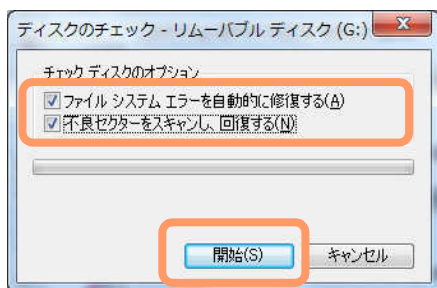 ディスクのチェック - リムーバブル ディスク (G:)
チェック ディスクのオプション
ファイル システム エラーを自動的に修復する(A)
不良セクターをスキャンし、回復する(N)
開始(S)
キャンセル